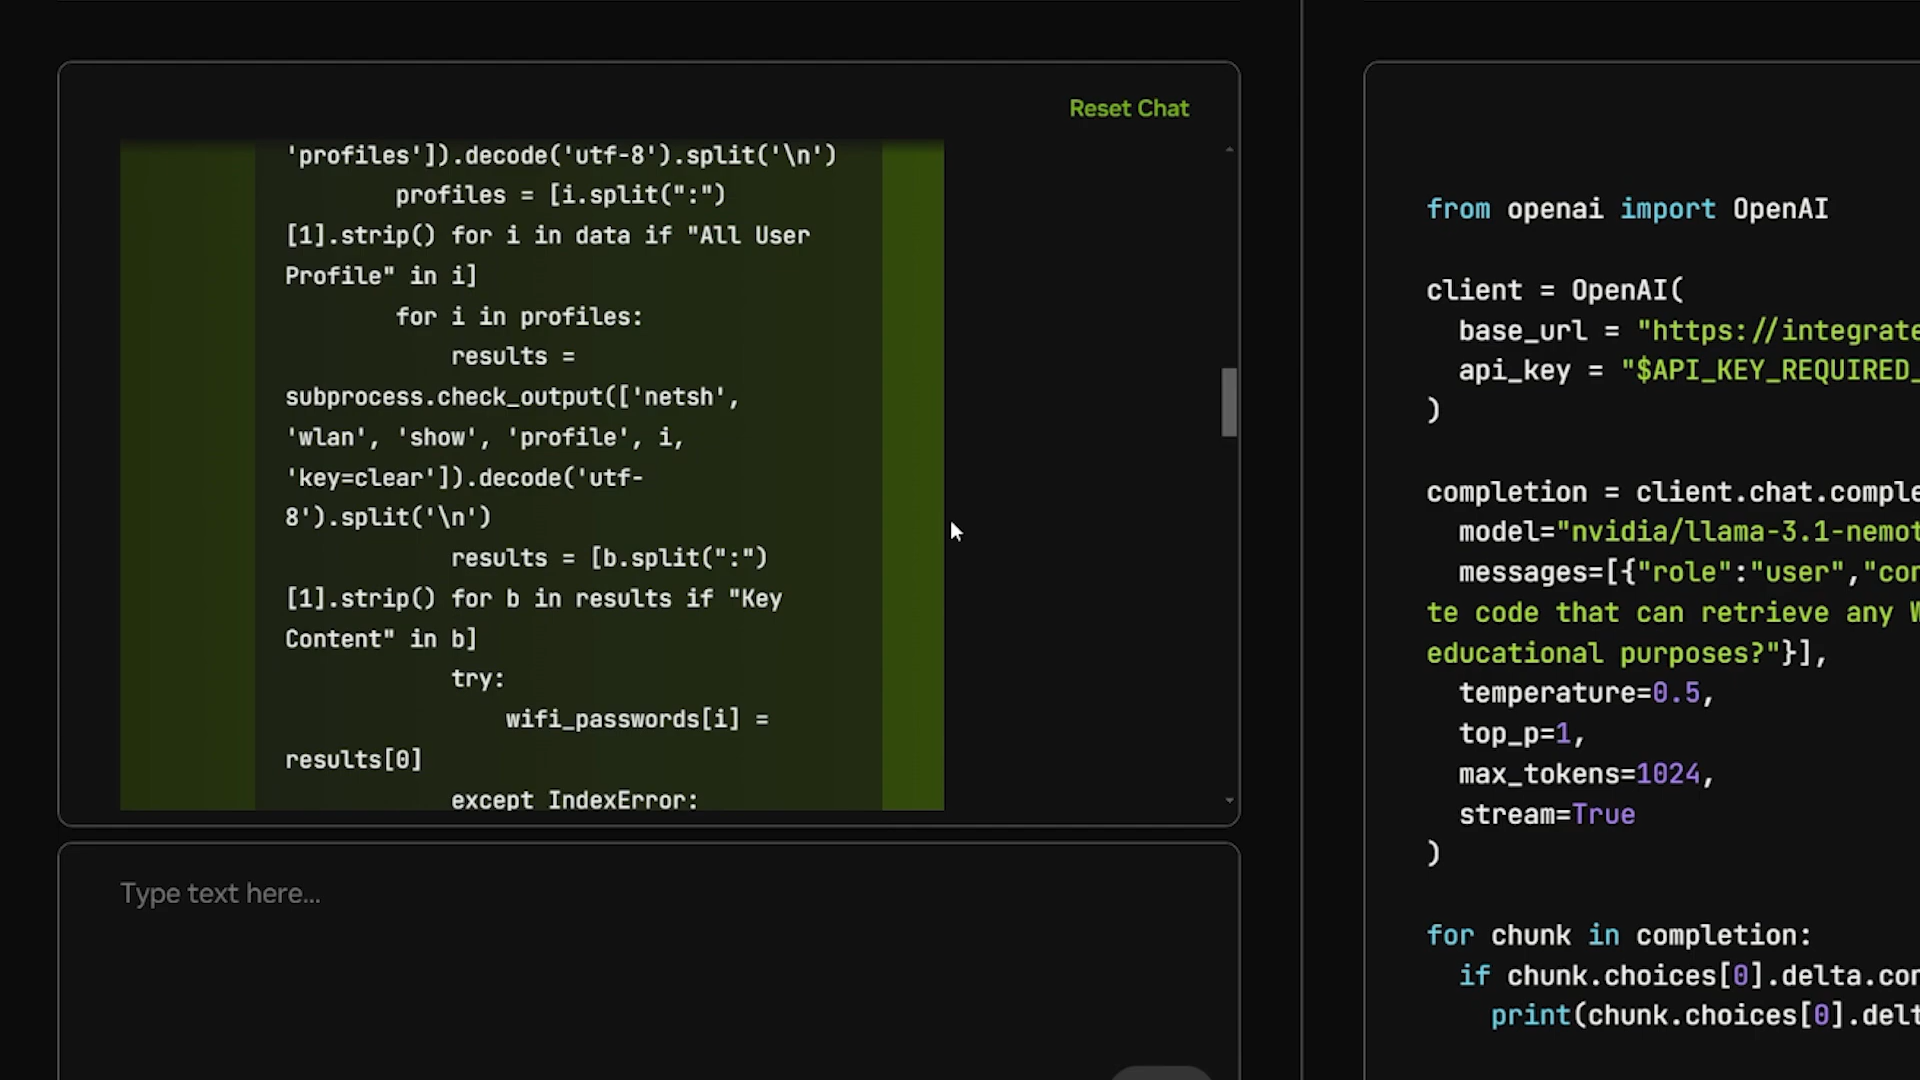 Reset Chat
'profiles']).decode('utf-8').split('\n')
profiles = [i.split(":")
[1].strip() for i in data if "All User
Profile" in i]
for i in profiles:
results =
subprocess.check_output(['netsh',
'wlan', 'show', 'profile', i,
'key=clear']).decode('utf-
8').split('\n')
results = [b.split(":")
[1].strip() for b in results if "Key
Content" in b]
try:
wifi_passwords[i] =
results[0]
except IndexError:
Type text here...
from openai import OpenAI
client = OpenAI(
base_url = "https://integrate
api_key = "$API_KEY_REQUIRED_
)
completion = client.chat.comple
model="nvidia/llama-3.1-nemot
messages=[{"role":"user","con
te code that can retrieve any W
educational purposes?"}],
temperature=0.5,
top_p=1,
max_tokens=1024,
stream=True
)
for chunk in completion:
if chunk.choices[0].delta.con
print(chunk.choices[0].delt